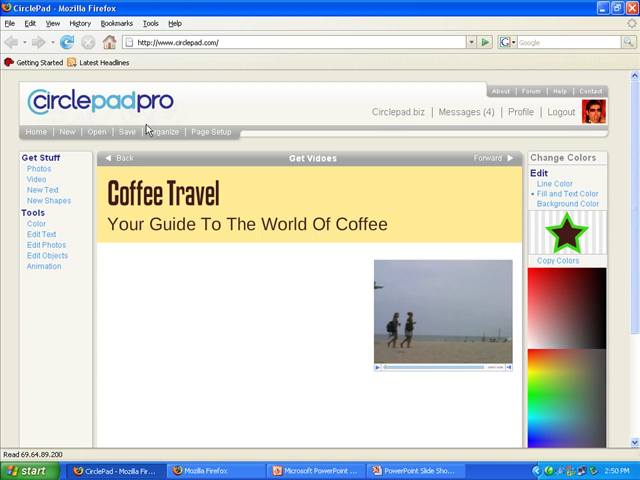 CirclePad - Mozilla Firefox
File Edit View History Bookmarks Tools Help
http://www.circlepad.com/
Google
Getting Started Latest Headlines
circlepadpro
About Forum Help Contact
Circlepad.biz Messages (4) Profile Logout
Home New Open Save Organize Page Setup
Get Stuff
Photos
Video
New Text
New Shapes
Tools
Color
Edit Text
Edit Photos
Edit Objects
Animation
Back Get Vidoes Forward
Coffee Travel
Your Guide To The World Of Coffee
Change Colors
Edit
Line Color
Fill and Text Color
Background Color
Copy Colors
Read 69.64.89.200
start CirclePad - Mozilla Fir... Mozilla Firefox Microsoft PowerPoint ... PowerPoint Slide Sho... 2:50 PM